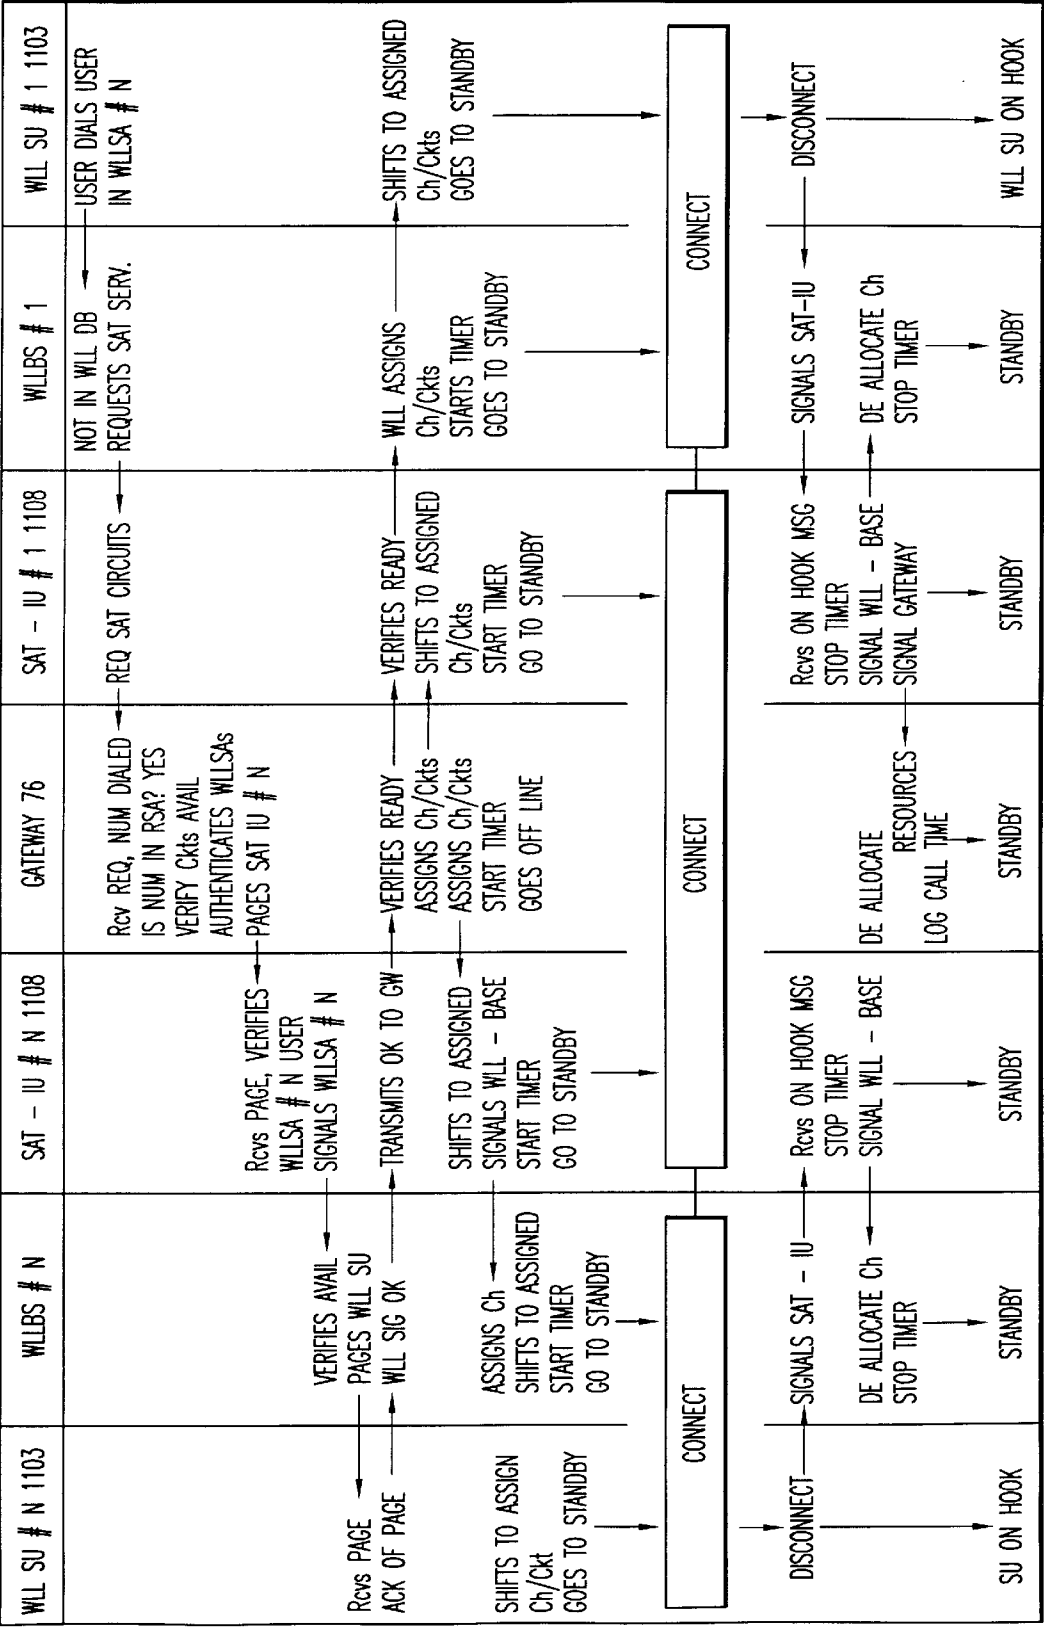 WLL SU # N 1103
WLLBS # N
SAT - IU # N 1108
GATEWAY 76
SAT - IU # 1 1108
WLLBS # 1
WLL SU # 1 1103
USER DIALS USER
IN WLLSA # N
NOT IN WLL DB
REQUESTS SAT SERV.
REQ SAT CIRCUITS
Rcv REQ, NUM DIALED
IS NUM IN RSA? YES
VERIFY Ckts AVAIL
AUTHENTICATES WLLSAs
PAGES SAT IU # N
Rcvs PAGE, VERIFIES
WLLSA # N USER
SIGNALS WLLSA # N
VERIFIES AVAIL
PAGES WLL SU
WLL SIG OK
Rcvs PAGE
ACK OF PAGE
TRANSMITS OK TO GW
VERIFIES READY
ASSIGNS Ch/Ckts
ASSIGNS Ch/Ckts
START TIMER
GOES OFF LINE
VERIFIES READY
SHIFTS TO ASSIGNED
Ch/Ckts
START TIMER
GO TO STANDBY
WLL ASSIGNS
Ch/Ckts
STARTS TIMER
GOES TO STANDBY
SHIFTS TO ASSIGNED
Ch/Ckts
GOES TO STANDBY
SHIFTS TO ASSIGNED
SIGNALS WLL - BASE
START TIMER
GO TO STANDBY
ASSIGNS Ch
SHIFTS TO ASSIGNED
START TIMER
GO TO STANDBY
SHIFTS TO ASSIGN
Ch/Ckt
GOES TO STANDBY
CONNECT
CONNECT
CONNECT
DISCONNECT
SIGNALS SAT - IU
Rcvs ON HOOK MSG
STOP TIMER
SIGNAL WLL - BASE
DE ALLOCATE Ch
STOP TIMER
DE ALLOCATE
RESOURCES
LOG CALL TIME
Rcvs ON HOOK MSG
STOP TIMER
SIGNAL WLL - BASE
SIGNAL GATEWAY
SIGNALS SAT-IU
DE ALLOCATE Ch
STOP TIMER
DISCONNECT
SU ON HOOK
STANDBY
STANDBY
STANDBY
STANDBY
STANDBY
WLL SU ON HOOK